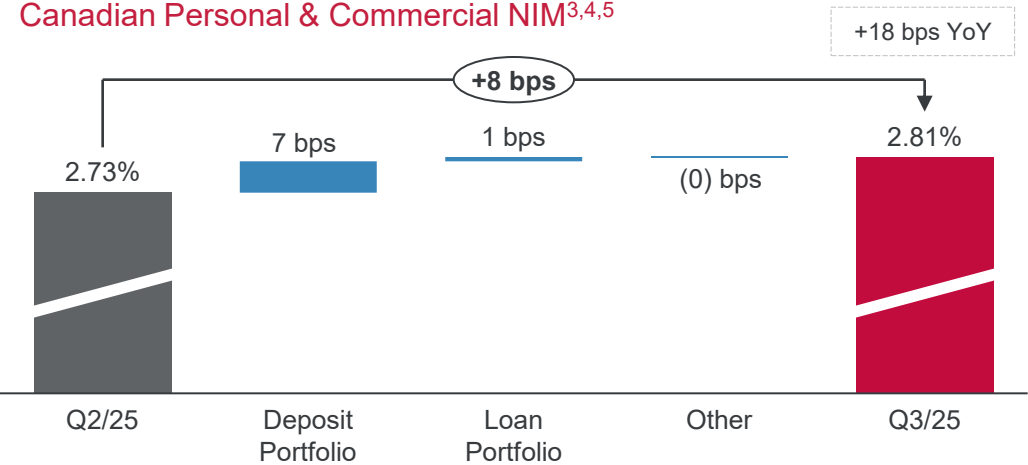 Canadian Personal & Commercial NIM3,4,5
+18 bps YoY
+8 bps
2.73%
7 bps
1 bps
(0) bps
2.81%
Q2/25
Deposit
Portfolio
Loan
Portfolio
Other
Q3/25